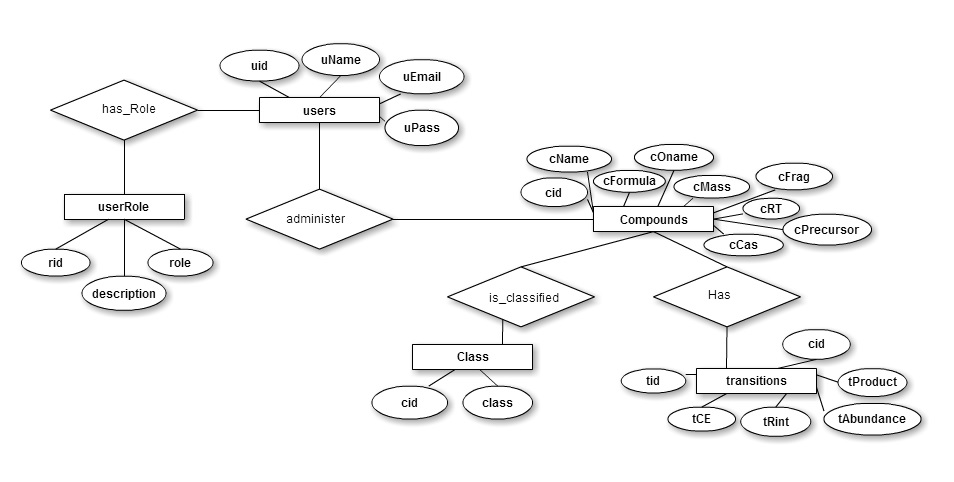 uName
uid
uEmail
has_Role
users
uPass
cOname
cName
cFrag
cFormula
cMass
cid
userRole
cRT
administer
Compounds
cPrecursor
cCas
rid
role
description
is_classified
Has
cid
Class
tid
transitions
tProduct
cid
class
tCE
tRint
tAbundance